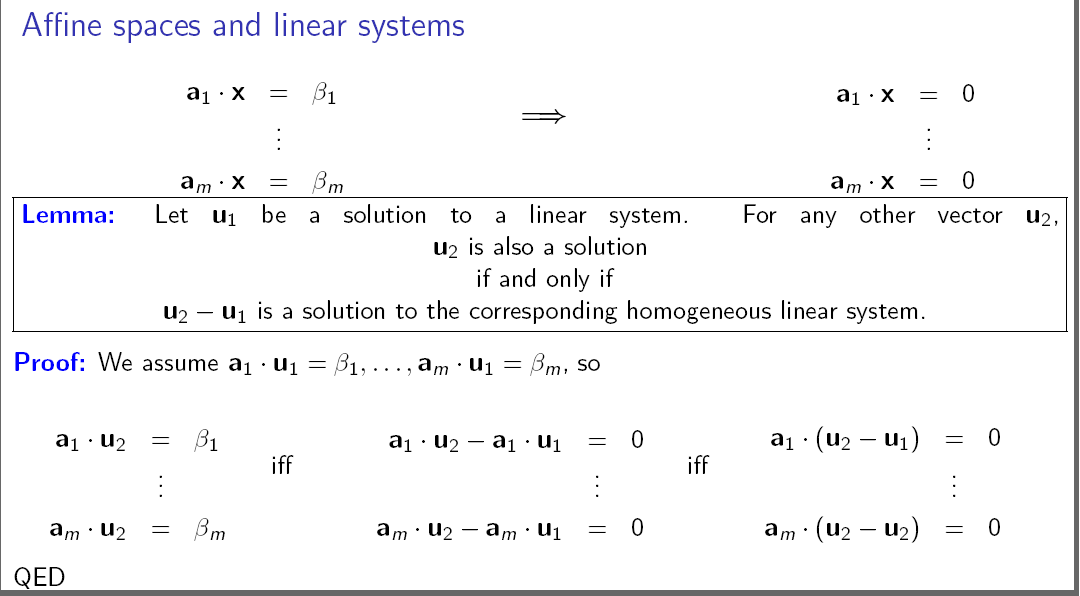 Affine spaces and linear systems
a₁ · x = β₁ ⟹ a₁ · x = 0
⋮ ⋮
aₘ · x = βₘ aₘ · x = 0
Lemma: Let u₁ be a solution to a linear system. For any other vector u₂,
u₂ is also a solution
if and only if
u₂ − u₁ is a solution to the corresponding homogeneous linear system.
Proof: We assume a₁ · u₁ = β₁, . . . , aₘ · u₁ = βₘ, so
a₁ · u₂ = β₁ iff a₁ · u₂ − a₁ · u₁ = 0 iff a₁ · (u₂ − u₁) = 0
⋮ ⋮ ⋮
aₘ · u₂ = βₘ aₘ · u₂ − aₘ · u₁ = 0 aₘ · (u₂ − u₂) = 0
QED